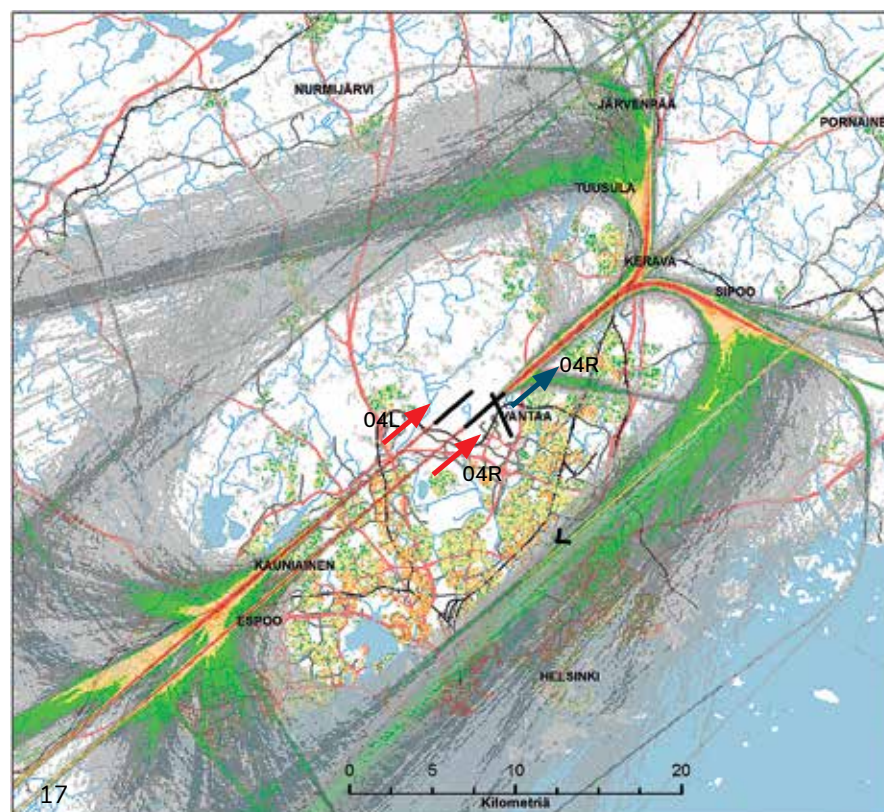 NURMIJÄRVI
JÄRVENPÄÄ
PORNAINE
TUUSULA
KERAVA
SIPOO
04R
04L
VANTAA
04R
KAUNIAINEN
ESPOO
HELSINKI
0 5 10 20
Kilometriä
17